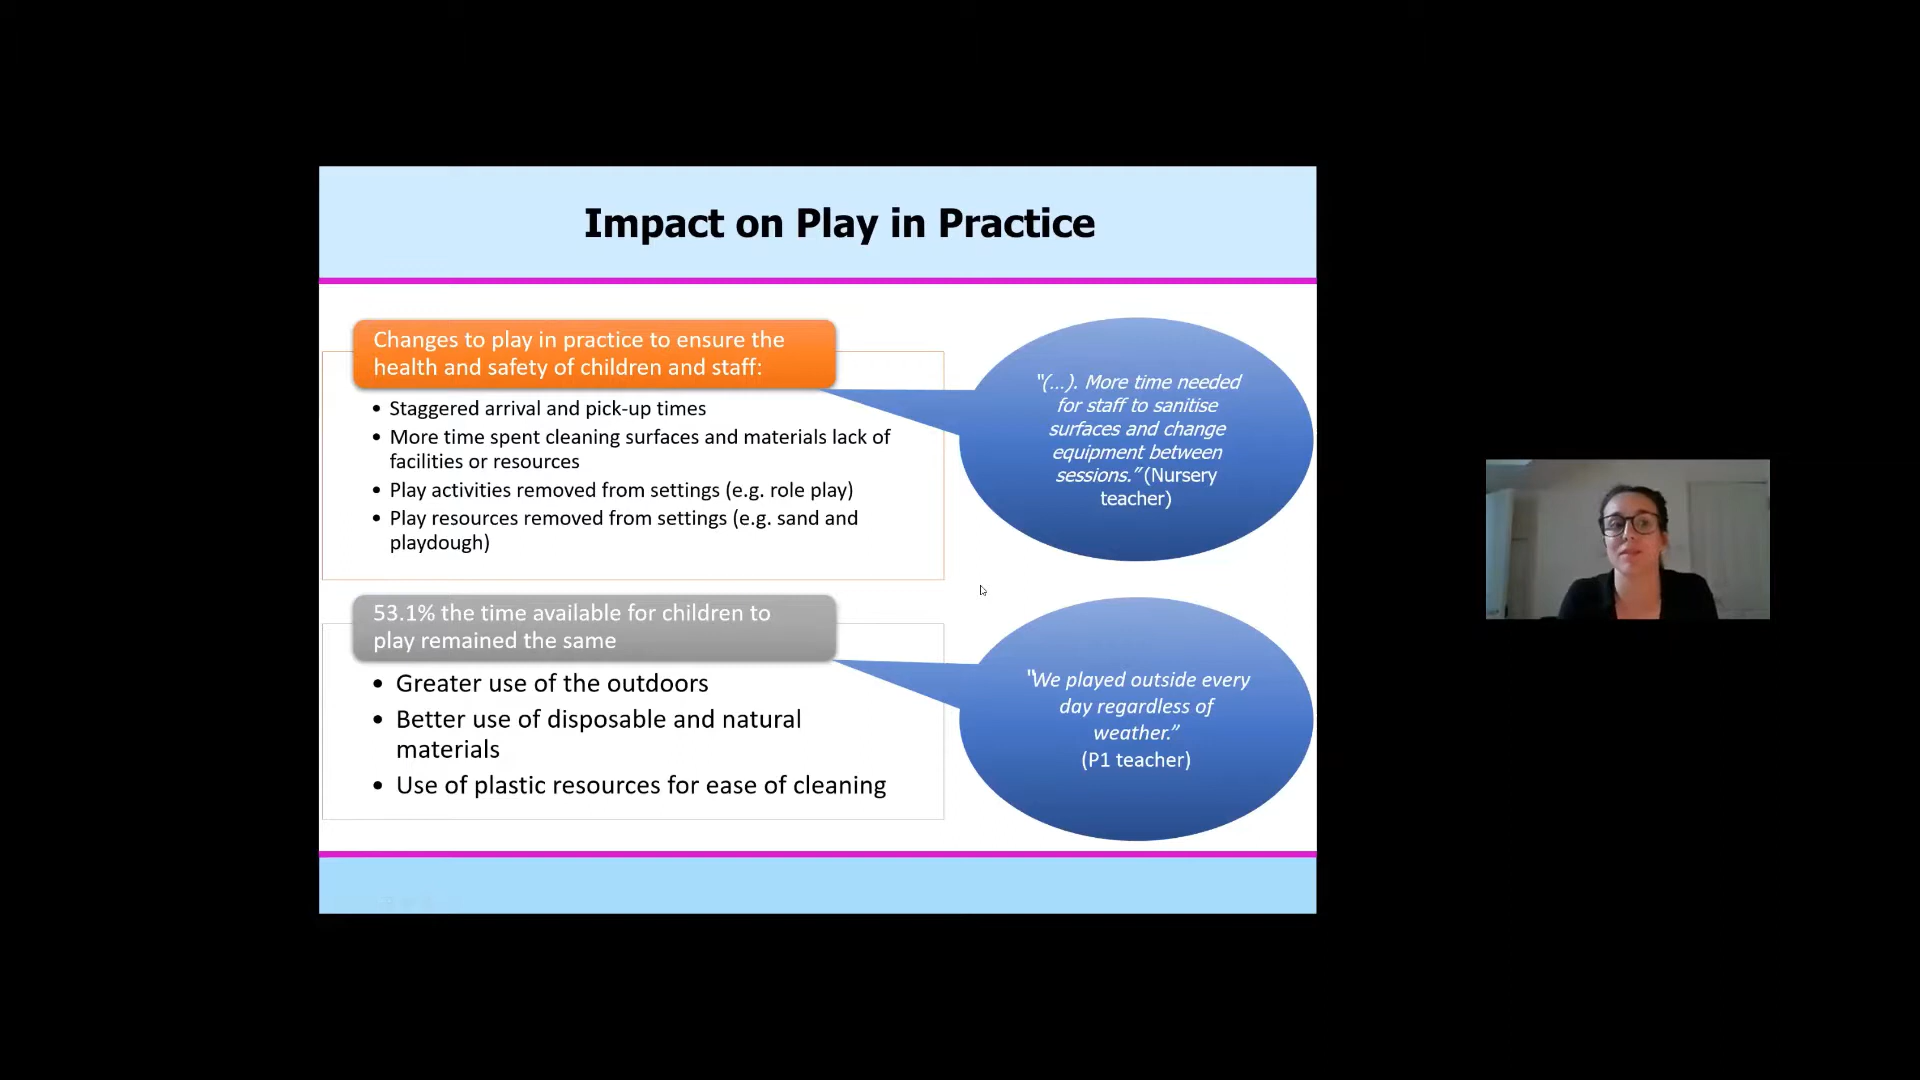 Impact on Play in Practice
Changes to play in practice to ensure the
health and safety of children and staff:
• Staggered arrival and pick-up times
• More time spent cleaning surfaces and materials lack of
facilities or resources
• Play activities removed from settings (e.g. role play)
• Play resources removed from settings (e.g. sand and
playdough)
"(...). More time needed
for staff to sanitise
surfaces and change
equipment between
sessions." (Nursery
teacher)
53.1% the time available for children to
play remained the same
• Greater use of the outdoors
• Better use of disposable and natural
materials
• Use of plastic resources for ease of cleaning
"We played outside every
day regardless of
weather."
(P1 teacher)